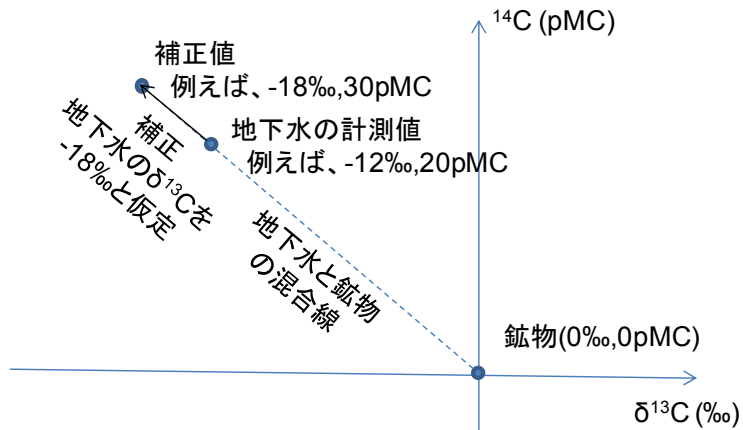 ¹⁴C (pMC)
補正値
例えば、-18‰,30pMC
地下水の計測値
例えば、-12‰,20pMC
補正
地下水のδ¹³Cを
-18‰と仮定
地下水と鉱物
の混合線
鉱物(0‰,0pMC)
δ¹³C (‰)